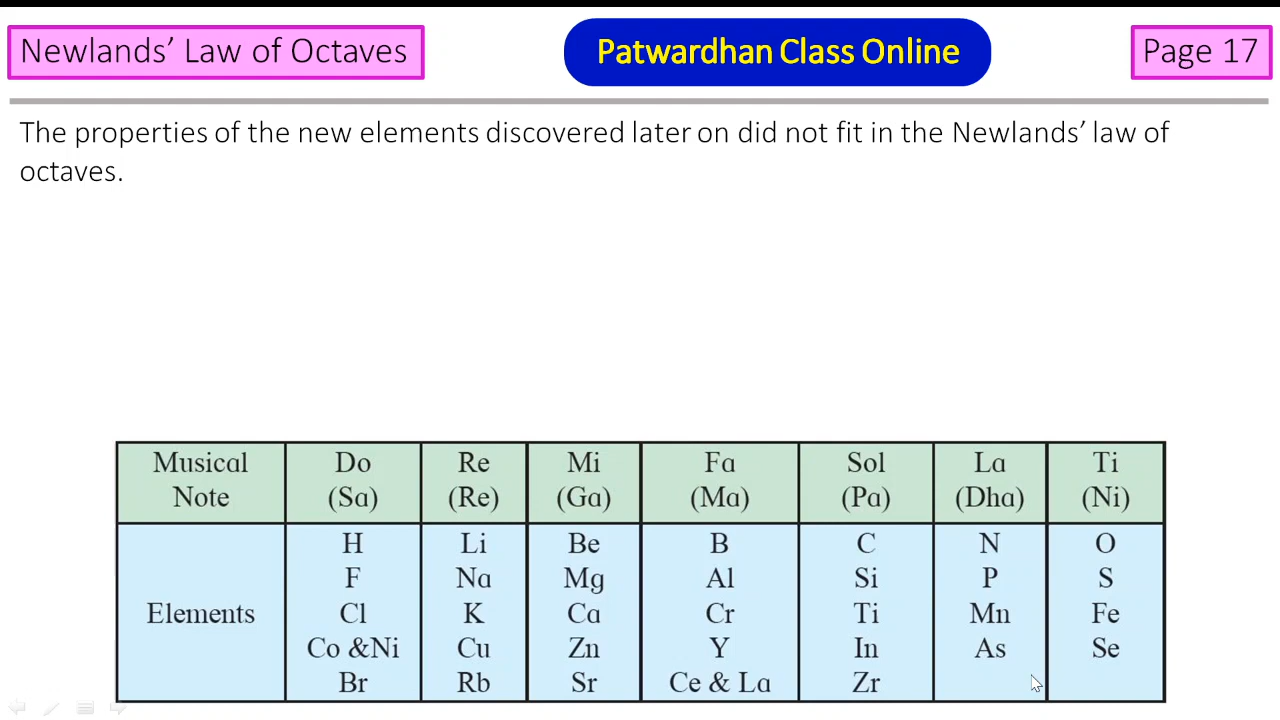 Newlands’ Law of Octaves
Patwardhan Class Online
Page 17
The properties of the new elements discovered later on did not fit in the Newlands’ law of
octaves.
Musical Note Do (Sa) Re (Re) Mi (Ga) Fa (Ma) Sol (Pa) La (Dha) Ti (Ni)
Elements
H Li Be B C N O
F Na Mg Al Si P S
Cl K Ca Cr Ti Mn Fe
Co &Ni Cu Zn Y In As Se
Br Rb Sr Ce & La Zr